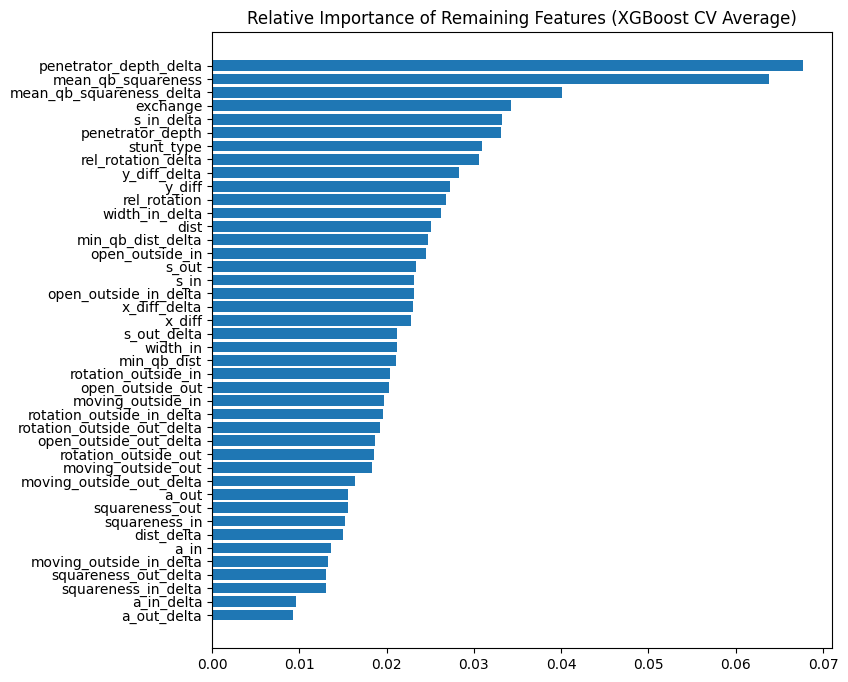 Relative Importance of Remaining Features (XGBoost CV Average)
penetrator_depth_delta
mean_qb_squareness
mean_qb_squareness_delta
exchange
s_in_delta
penetrator_depth
stunt_type
rel_rotation_delta
y_diff_delta
y_diff
rel_rotation
width_in_delta
dist
min_qb_dist_delta
open_outside_in
s_out
s_in
open_outside_in_delta
x_diff_delta
x_diff
s_out_delta
width_in
min_qb_dist
rotation_outside_in
open_outside_out
moving_outside_in
rotation_outside_in_delta
rotation_outside_out_delta
open_outside_out_delta
rotation_outside_out
moving_outside_out
moving_outside_out_delta
a_out
squareness_out
squareness_in
dist_delta
a_in
moving_outside_in_delta
squareness_out_delta
squareness_in_delta
a_in_delta
a_out_delta
0.00 0.01 0.02 0.03 0.04 0.05 0.06 0.07